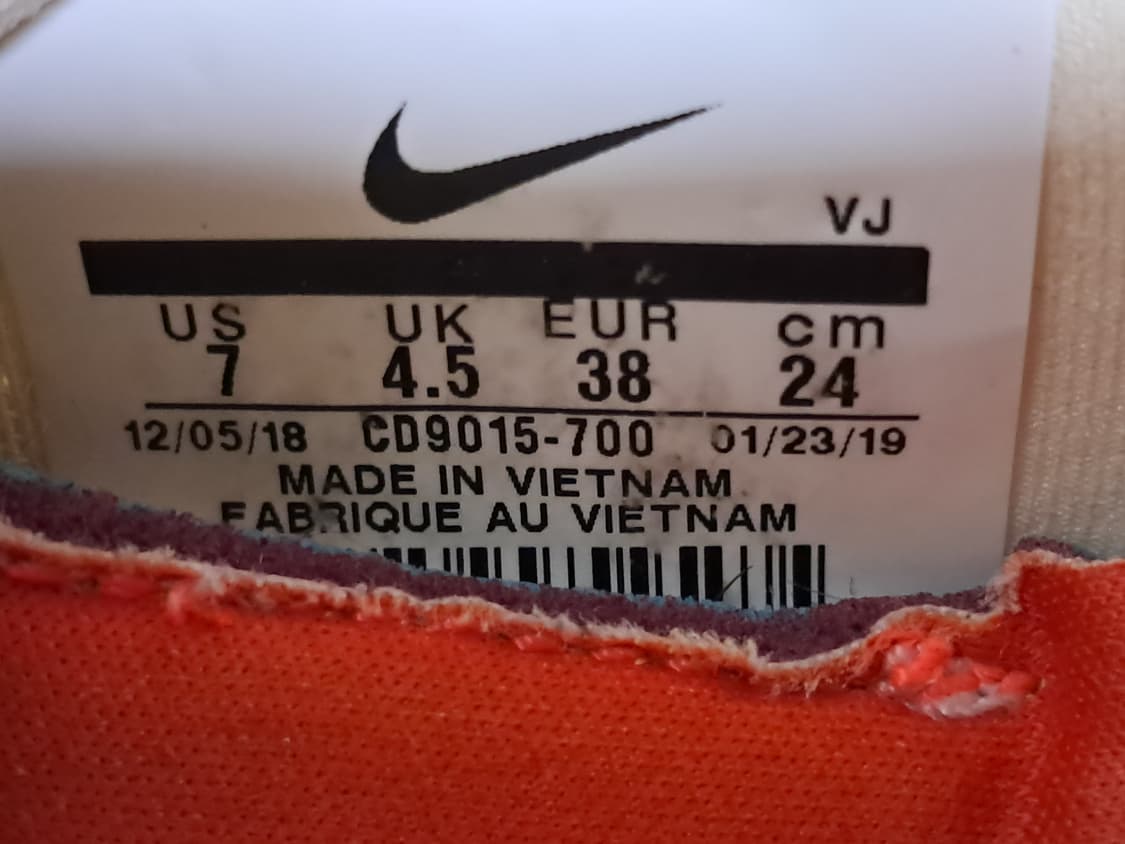 VJ
US UK EUR cm
7 4.5 38 24
12/05/18 CD9015-700 01/23/19
MADE IN VIETNAM
FABRIQUE AU VIETNAM